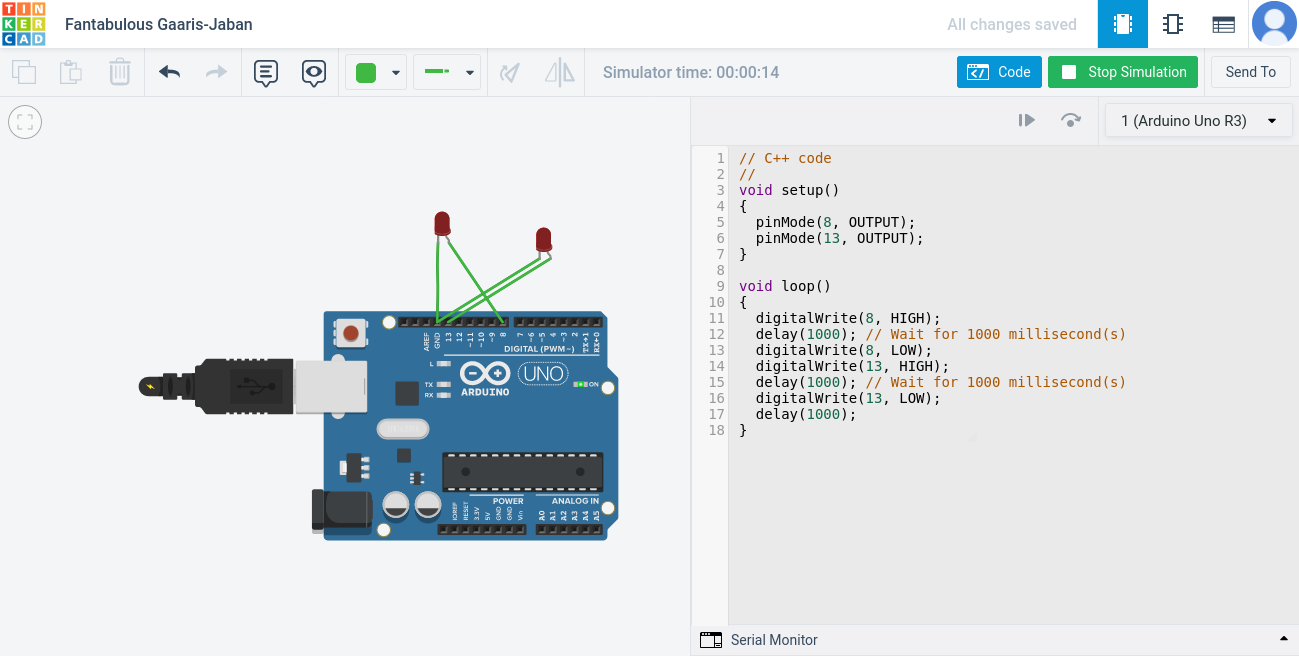 TIN
KER
CAD
Fantabulous Gaaris-Jaban
All changes saved
Simulator time: 00:00:14
Code
Stop Simulation
Send To
1 (Arduino Uno R3)
AREF
GND
13
12
~11
~10
~9
8
7
~6
~5
4
~3
2
TX→1
RX←0
DIGITAL (PWM~)
L
TX
RX
ARDUINO
UNO
ON
POWER
ANALOG IN
IOREF
RESET
3.3V
5V
GND
GND
Vin
A0
A1
A2
A3
A4
A5
1 // C++ code
2 //
3 void setup()
4 {
5 pinMode(8, OUTPUT);
6 pinMode(13, OUTPUT);
7 }
8
9 void loop()
10 {
11 digitalWrite(8, HIGH);
12 delay(1000); // Wait for 1000 millisecond(s)
13 digitalWrite(8, LOW);
14 digitalWrite(13, HIGH);
15 delay(1000); // Wait for 1000 millisecond(s)
16 digitalWrite(13, LOW);
17 delay(1000);
18 }
Serial Monitor